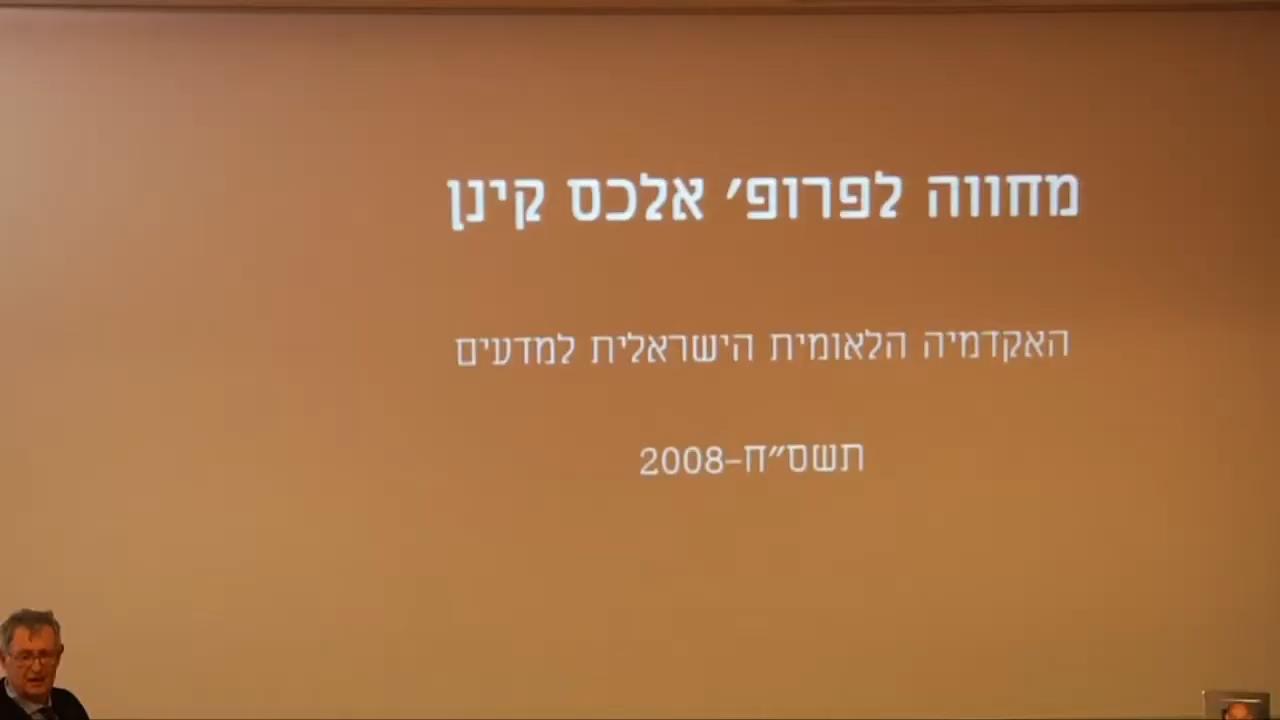 מחווה לפרופ׳ אלכס קינן
האקדמיה הלאומית הישראלית למדעים
תשס״ח-2008